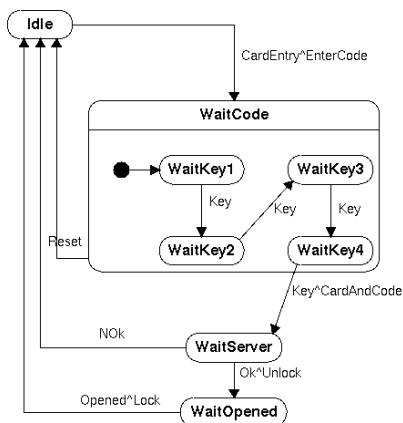 Idle
CardEntry^EnterCode
WaitCode
WaitKey1
WaitKey3
Key
Key
Key
WaitKey2
WaitKey4
Reset
Key^CardAndCode
NOk
WaitServer
Ok^Unlock
Opened^Lock
WaitOpened